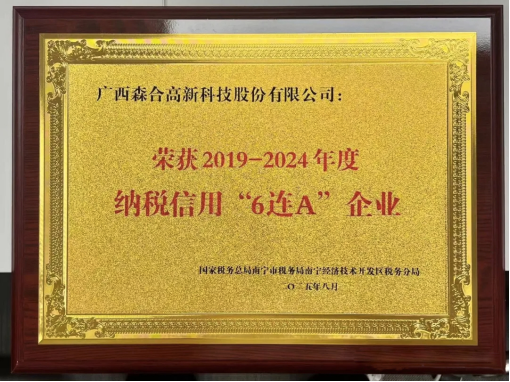 广西森合高新科技股份有限公司：
荣获2019-2024年度
纳税信用“6连A”企业
国家税务总局南宁市税务局南宁经济技术开发区税务分局
〇二五年八月